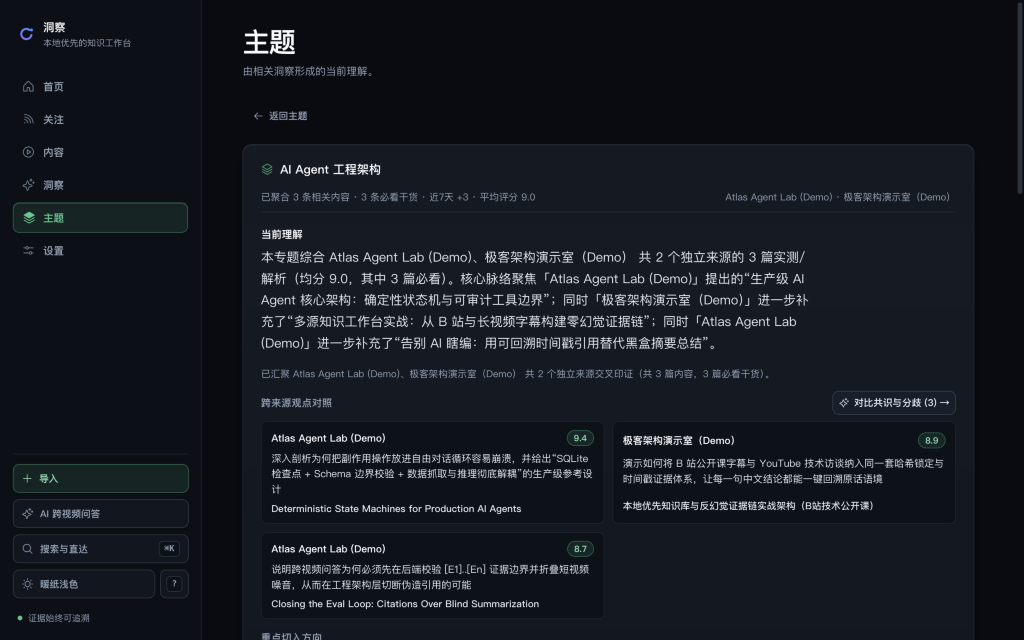 洞察
本地优先的知识工作台
首页
关注
内容
洞察
主题
设置
导入
AI 跨视频问答
搜索与直达
⌘K
暖纸浅色
?
证据始终可追溯
主题
由相关洞察形成的当前理解。
← 返回主题
AI Agent 工程架构
已聚合 3 条相关内容 · 3 条必看干货 · 近7天 +3 · 平均评分 9.0
Atlas Agent Lab (Demo) · 极客架构演示室（Demo）
当前理解
本专题综合 Atlas Agent Lab (Demo)、极客架构演示室（Demo） 共 2 个独立来源的 3 篇实测/
解析（均分 9.0，其中 3 篇必看）。核心脉络聚焦「Atlas Agent Lab (Demo)」提出的“生产级 AI
Agent 核心架构：确定性状态机与可审计工具边界”；同时「极客架构演示室（Demo）」进一步补
充了“多源知识工作台实战：从 B 站与长视频字幕构建零幻觉证据链”；同时「Atlas Agent Lab
(Demo)」进一步补充了“告别 AI 瞎编：用可回溯时间戳引用替代黑盒摘要总结”。
已汇聚 Atlas Agent Lab (Demo)、极客架构演示室（Demo） 共 2 个独立来源交叉印证（共 3 篇内容，3 篇必看干货）。
跨来源观点对照
对比共识与分歧 (3) →
Atlas Agent Lab (Demo)
9.4
深入剖析为何把副作用操作放进自由对话循环容易崩溃，并给出“SQLite
检查点 + Schema 边界校验 + 数据抓取与推理彻底解耦”的生产级参考设
计
Deterministic State Machines for Production AI Agents
极客架构演示室（Demo）
8.9
演示如何将 B 站公开课字幕与 YouTube 技术访谈纳入同一套哈希锁定与
时间戳证据体系，让每一句中文结论都能一键回溯原话语境
本地优先知识库与反幻觉证据链实战架构（B站技术公开课）
Atlas Agent Lab (Demo)
8.7
说明跨视频问答为何必须先在后端校验 [E1]..[En] 证据边界并折叠短视频
噪音，从而在工程架构层切断伪造引用的可能
Closing the Eval Loop: Citations Over Blind Summarization
重点切入方向